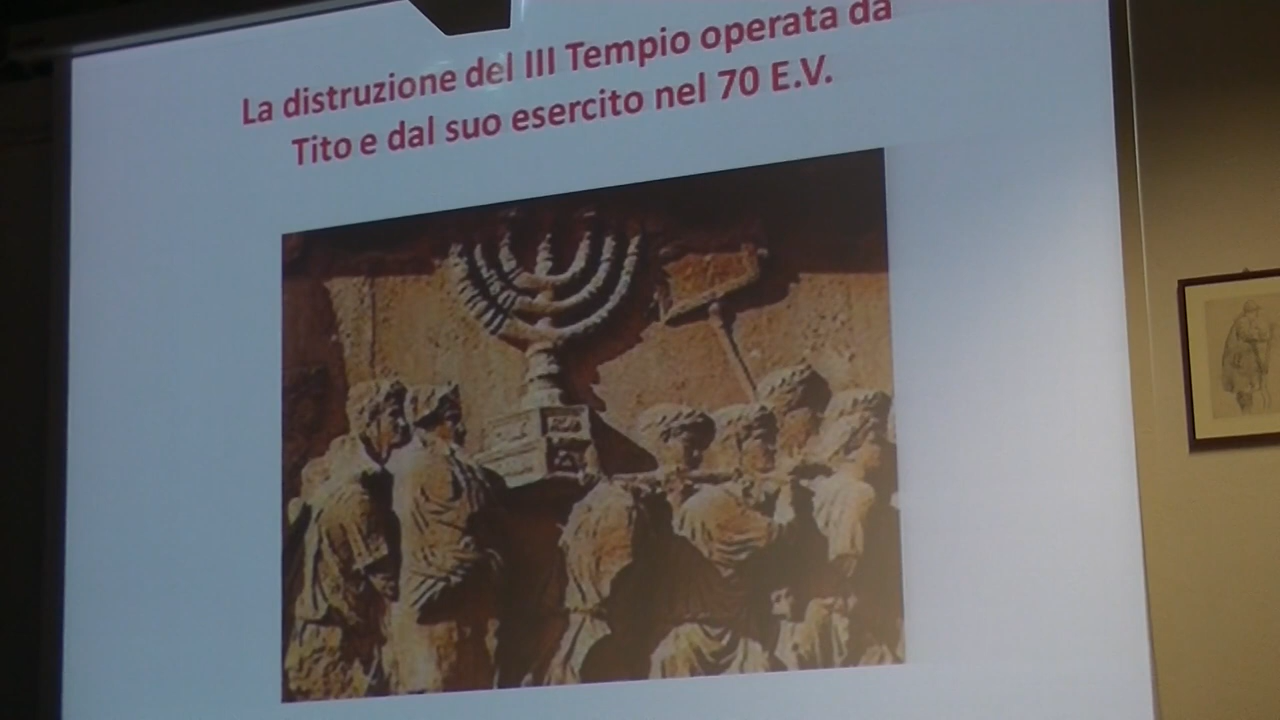 La distruzione del III Tempio operata da
Tito e dal suo esercito nel 70 E.V.